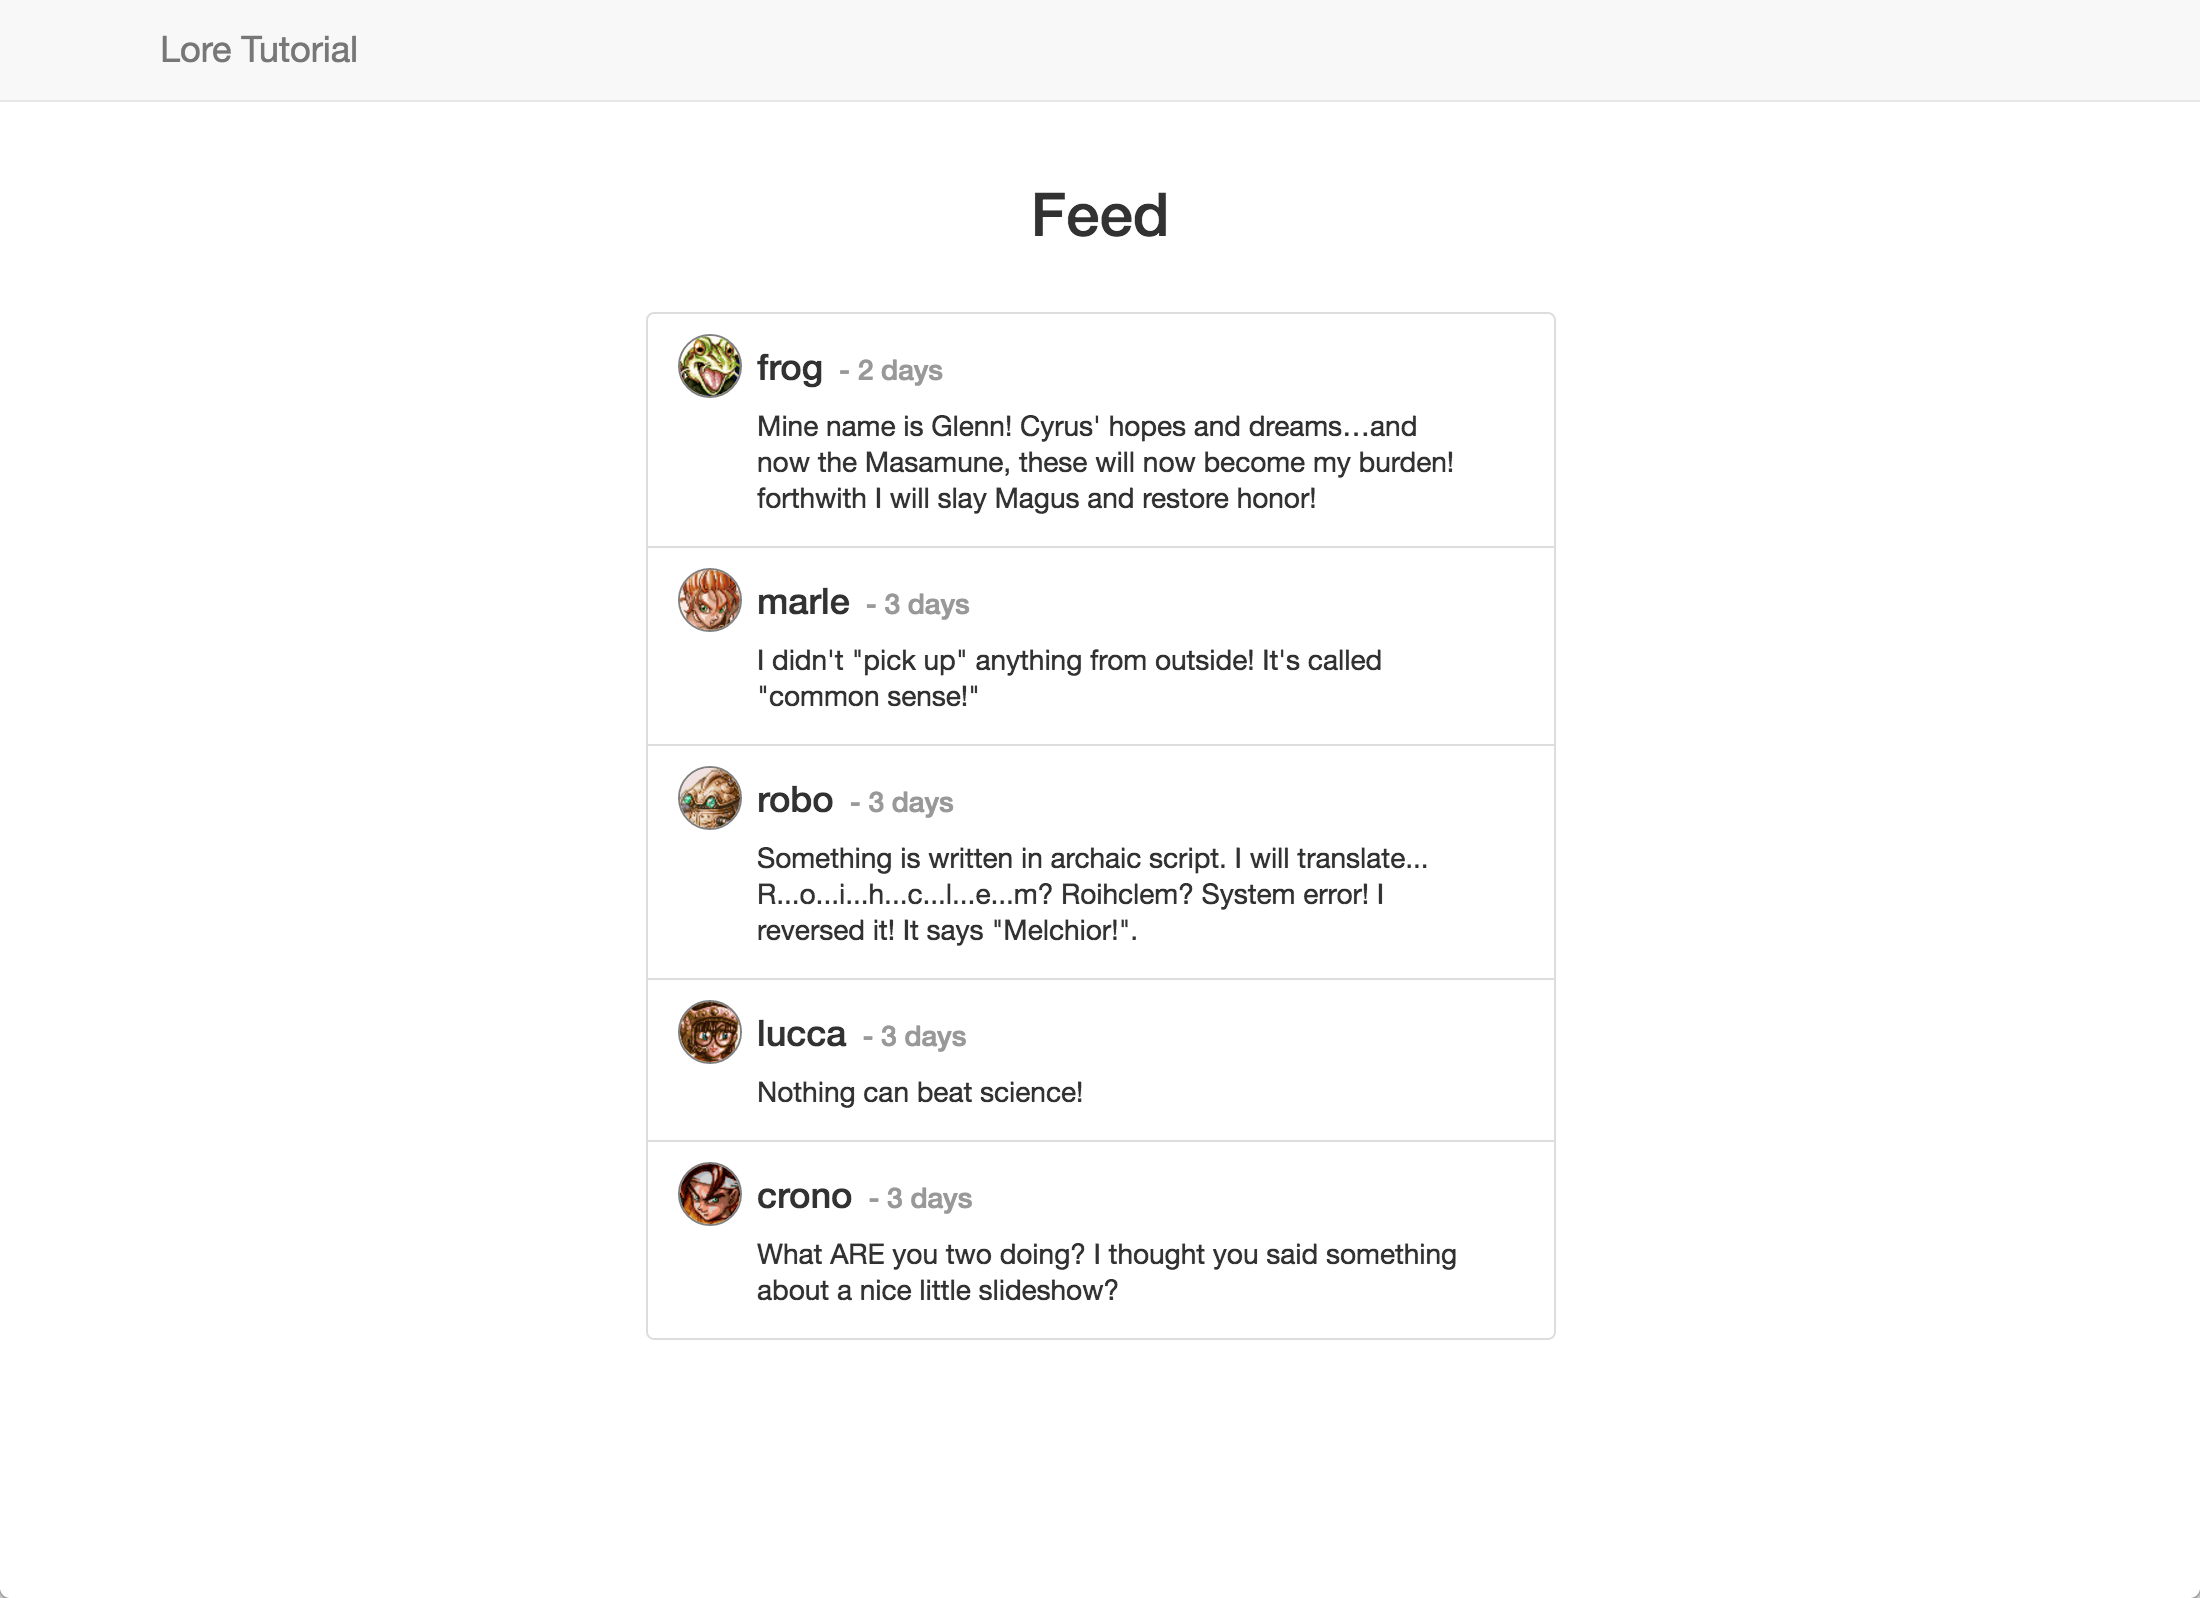 Lore Tutorial
Feed
frog - 2 days
Mine name is Glenn! Cyrus' hopes and dreams…and
now the Masamune, these will now become my burden!
forthwith I will slay Magus and restore honor!
marle - 3 days
I didn't "pick up" anything from outside! It's called
"common sense!"
robo - 3 days
Something is written in archaic script. I will translate...
R...o...i...h...c...l...e...m? Roihclem? System error! I
reversed it! It says "Melchior!".
lucca - 3 days
Nothing can beat science!
crono - 3 days
What ARE you two doing? I thought you said something
about a nice little slideshow?